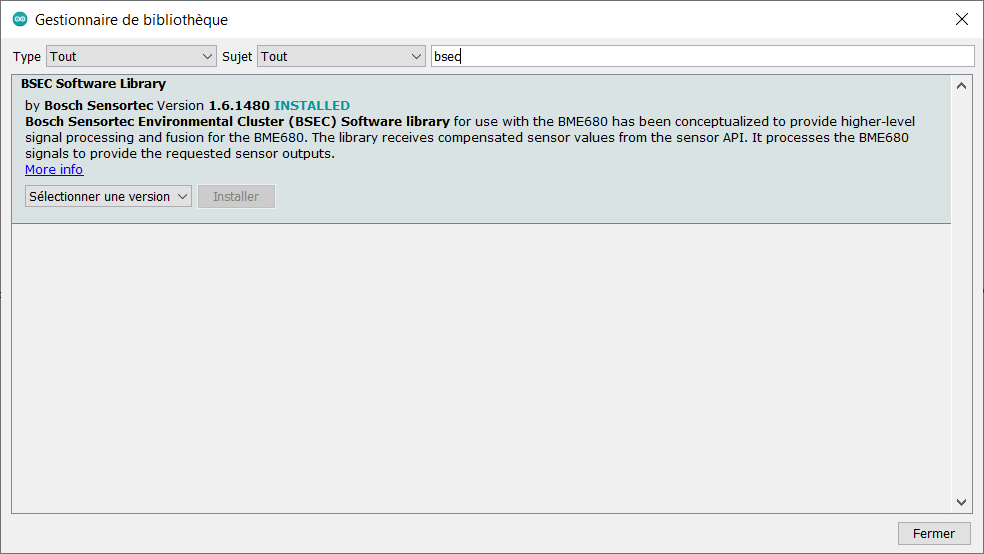 Gestionnaire de bibliothèque
Type Tout Sujet Tout bsec
BSEC Software Library
by Bosch Sensortec Version 1.6.1480 INSTALLED
Bosch Sensortec Environmental Cluster (BSEC) Software library for use with the BME680 has been conceptualized to provide higher-level
signal processing and fusion for the BME680. The library receives compensated sensor values from the sensor API. It processes the BME680
signals to provide the requested sensor outputs.
More info
Sélectionner une version Installer
Fermer